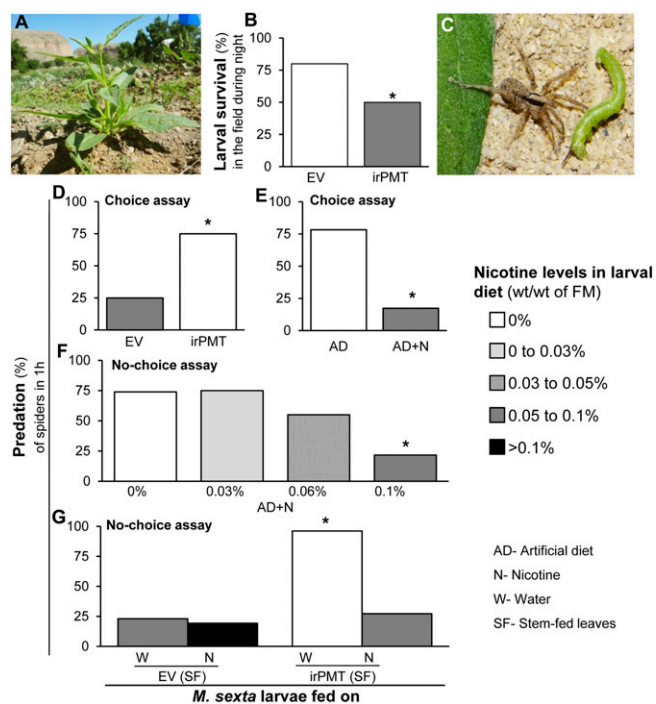 A
B
C
Larval survival (%)
in the field during night
75
50
25
0
*
EV
irPMT
D
Choice assay
100
75
50
25
0
*
EV
irPMT
E
Choice assay
100
75
50
25
0
*
AD
AD+N
Nicotine levels in larval
diet (wt/wt of FM)
0%
0 to 0.03%
0.03 to 0.05%
0.05 to 0.1%
>0.1%
Predation (%)
of spiders in 1h
F
No-choice assay
100
75
50
25
0
*
0%
0.03%
0.06%
0.1%
AD+N
G
No-choice assay
100
75
50
25
0
*
W
N
W
N
EV (SF)
irPMT (SF)
M. sexta larvae fed on
AD- Artificial diet
N- Nicotine
W- Water
SF- Stem-fed leaves